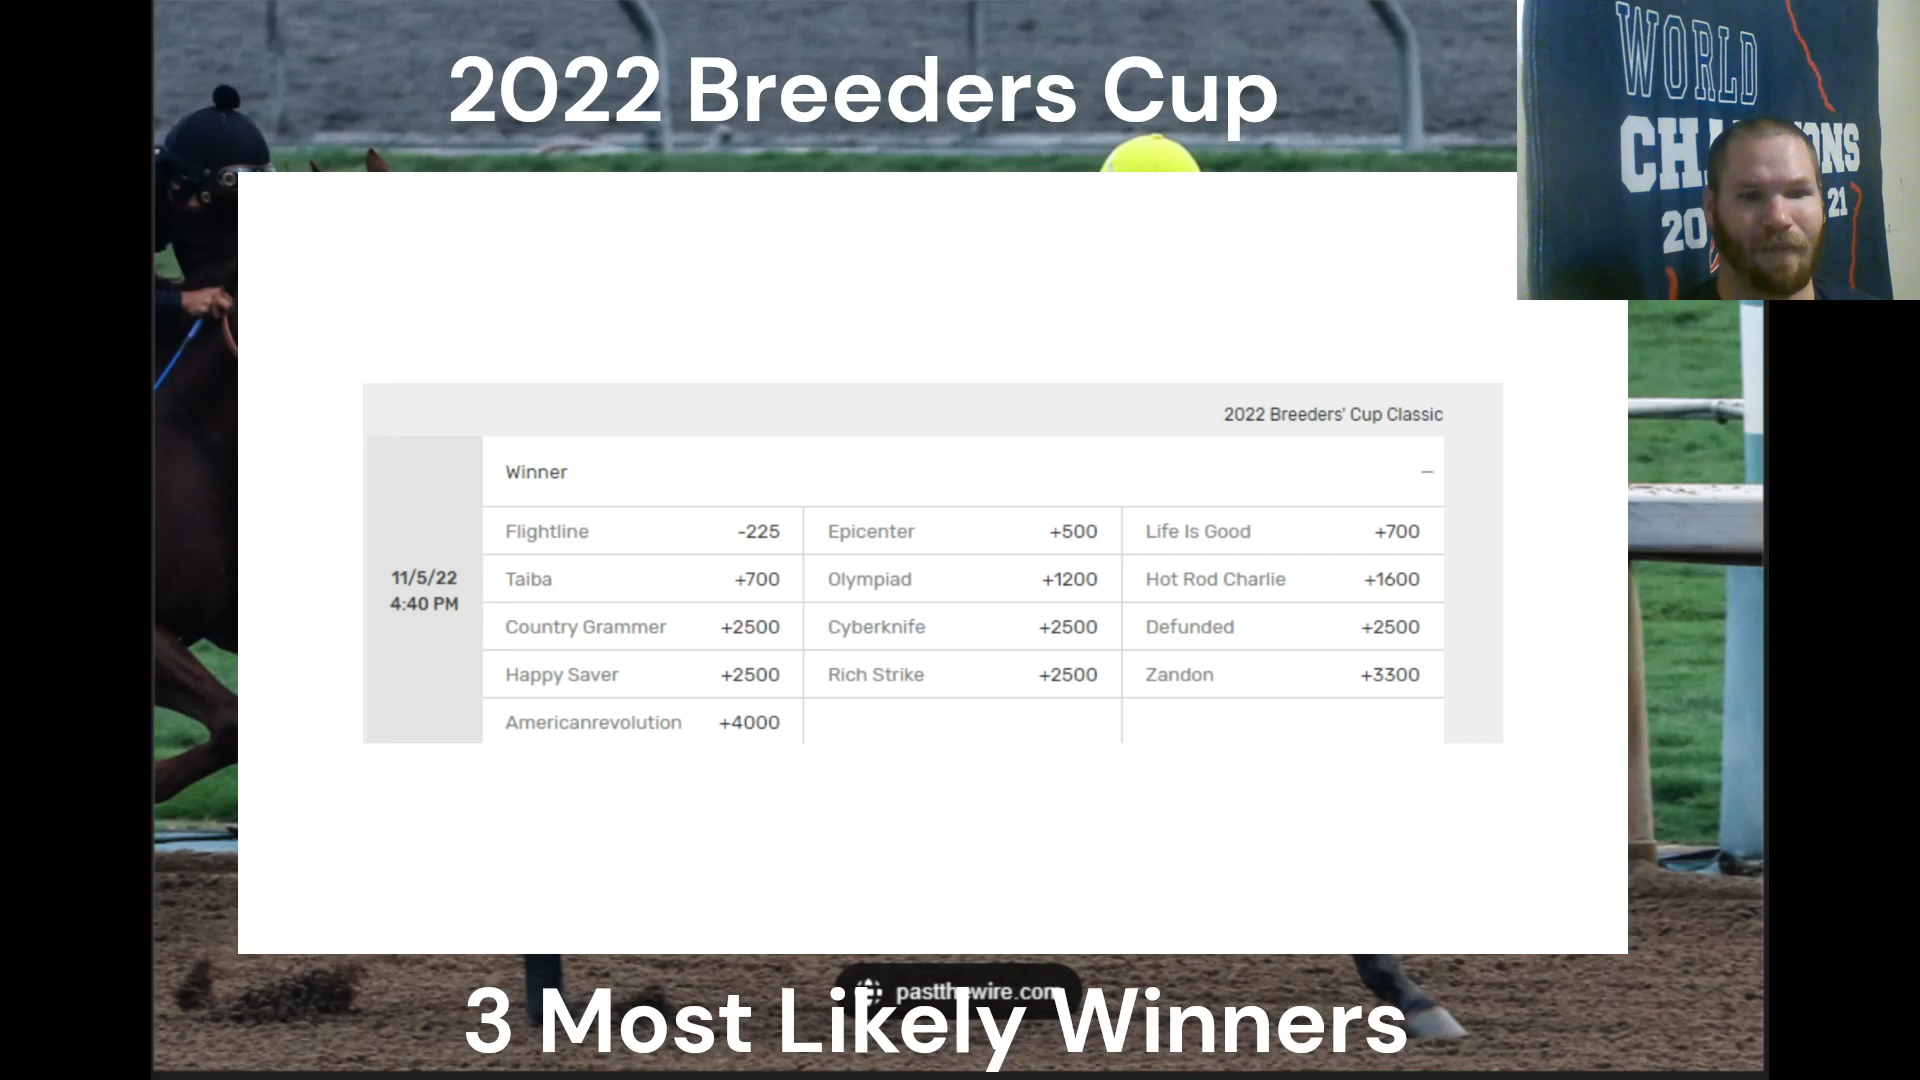 2022 Breeders Cup
WORLD
20 21
2022 Breeders' Cup Classic
11/5/22
4:40 PM
Winner –
Flightline -225 Epicenter +500 Life Is Good +700
Taiba +700 Olympiad +1200 Hot Rod Charlie +1600
Country Grammer +2500 Cyberknife +2500 Defunded +2500
Happy Saver +2500 Rich Strike +2500 Zandon +3300
Americanrevolution +4000
pastthewire.com
3 Most Likely Winners